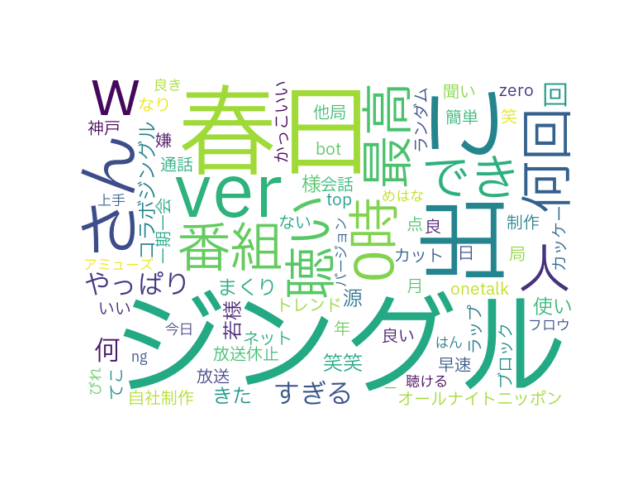 良き
なり
W
神戸
嫌
コラボジングル
さん
上手
一期一会
通話
アミューズ
春日
かっこいい
他局
bot
ランダム
最高
聞い
zero
簡単
笑
回
何回
し
でき
ver
様
会話
top
めはな
ない
番組
聴い
0時
バージョン
点
良
出
制作
人
カッケー
カット
日
局
やっぱり
まくり
源
月
onetalk
使い
いい
トレンド
若様
今日
ネット
年
ジングル
良い
はん
ラップ
フロウ
ブロック
何
ng
放送休止
笑笑
早速
びれ
てこ
放送
聴ける
自社制作
きた
すぎる
ー
オールナイトニッポン